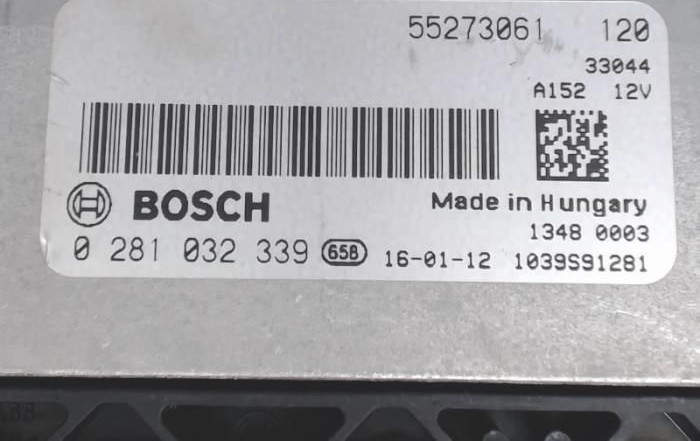 55273061 120
33044
A152 12V
BOSCH
Made in Hungary
1348 0003
0 281 032 339 65B 16-01-12 1039S91281